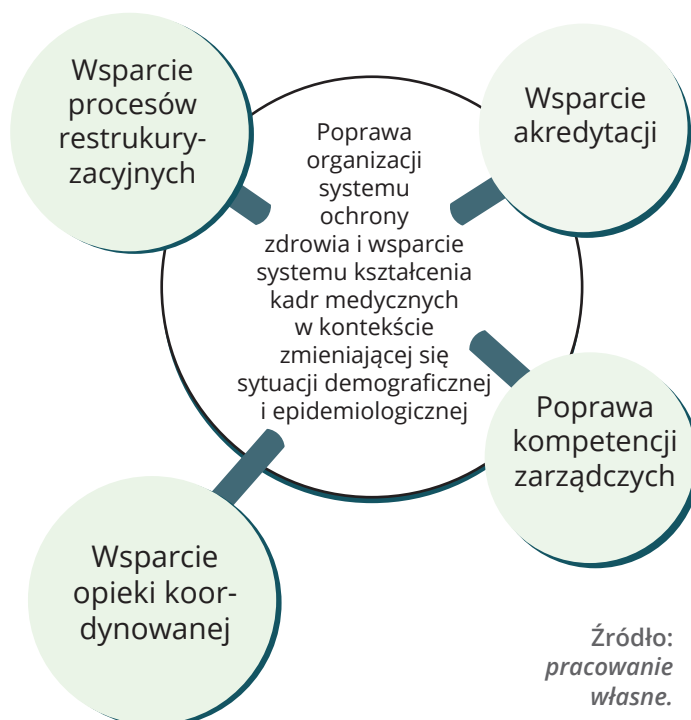 Wsparcie
procesów
restrukury-
zacyjnych
Wsparcie
akredytacji
Poprawa
organizacji
systemu
ochrony
zdrowia i wsparcie
systemu kształcenia
kadr medycznych
w kontekście
zmieniającej się
sytuacji demograficznej
i epidemiologicznej
Poprawa
kompetencji
zarządczych
Wsparcie
opieki koor-
dynowanej
Źródło:
pracowanie
własne.